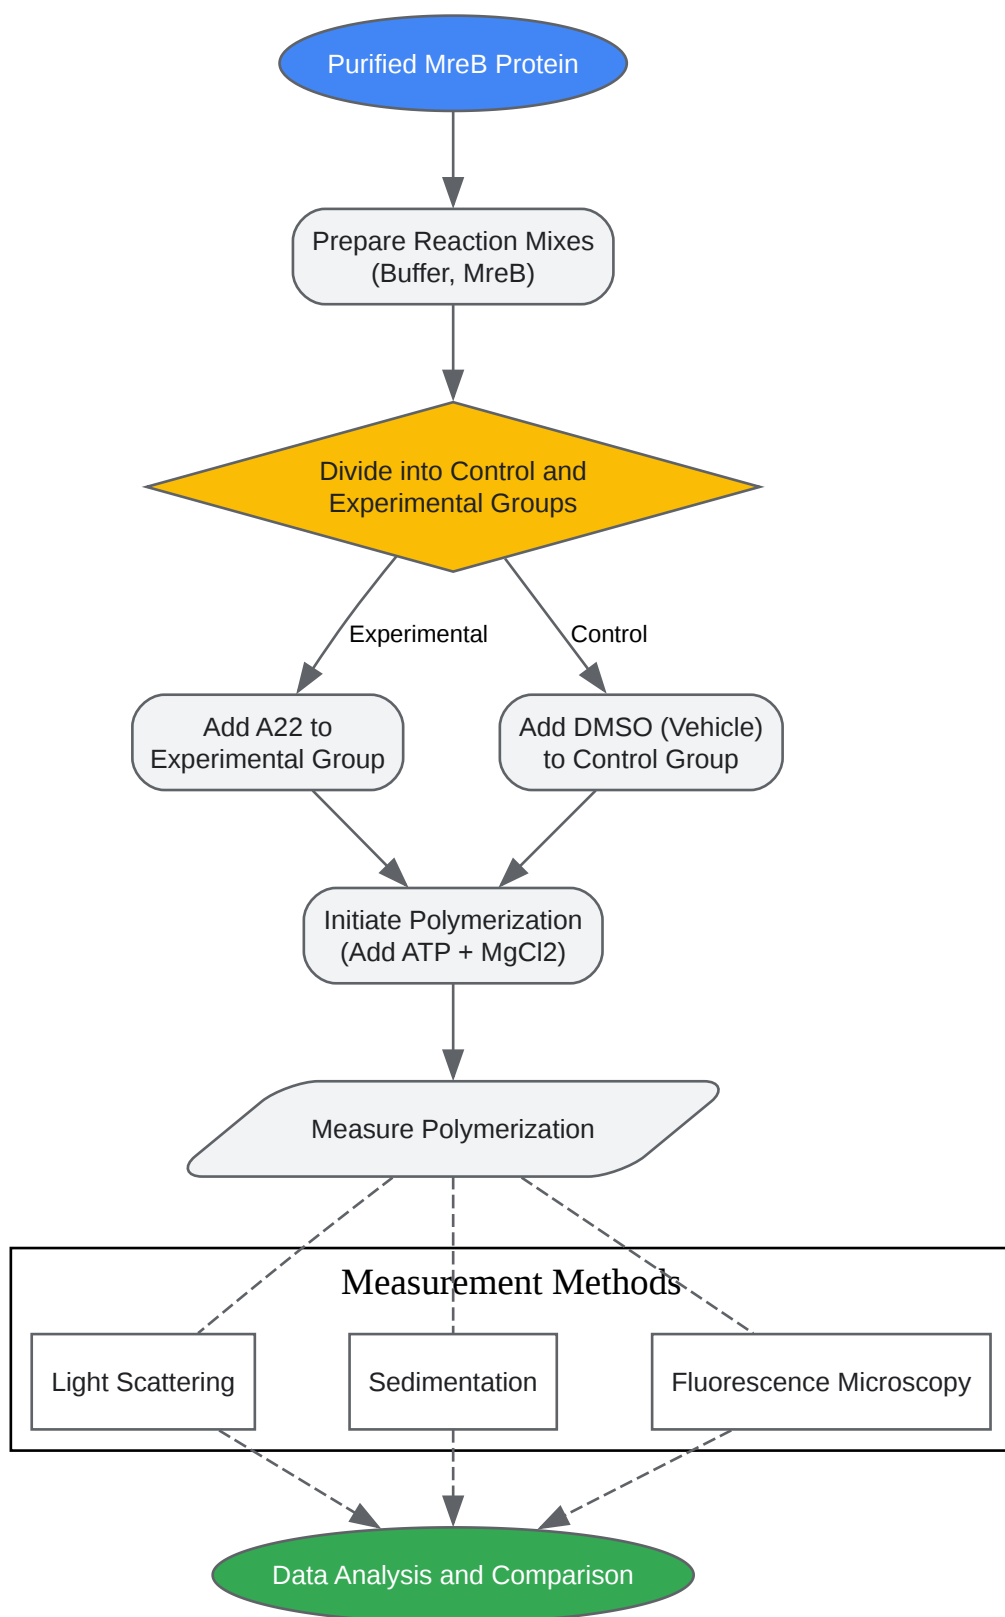 Purified MreB Protein
Prepare Reaction Mixes
(Buffer, MreB)
Divide into Control and
Experimental Groups
Experimental
Control
Add A22 to
Experimental Group
Add DMSO (Vehicle)
to Control Group
Initiate Polymerization
(Add ATP + MgCl2)
Measure Polymerization
Measurement Methods
Light Scattering
Sedimentation
Fluorescence Microscopy
Data Analysis and Comparison